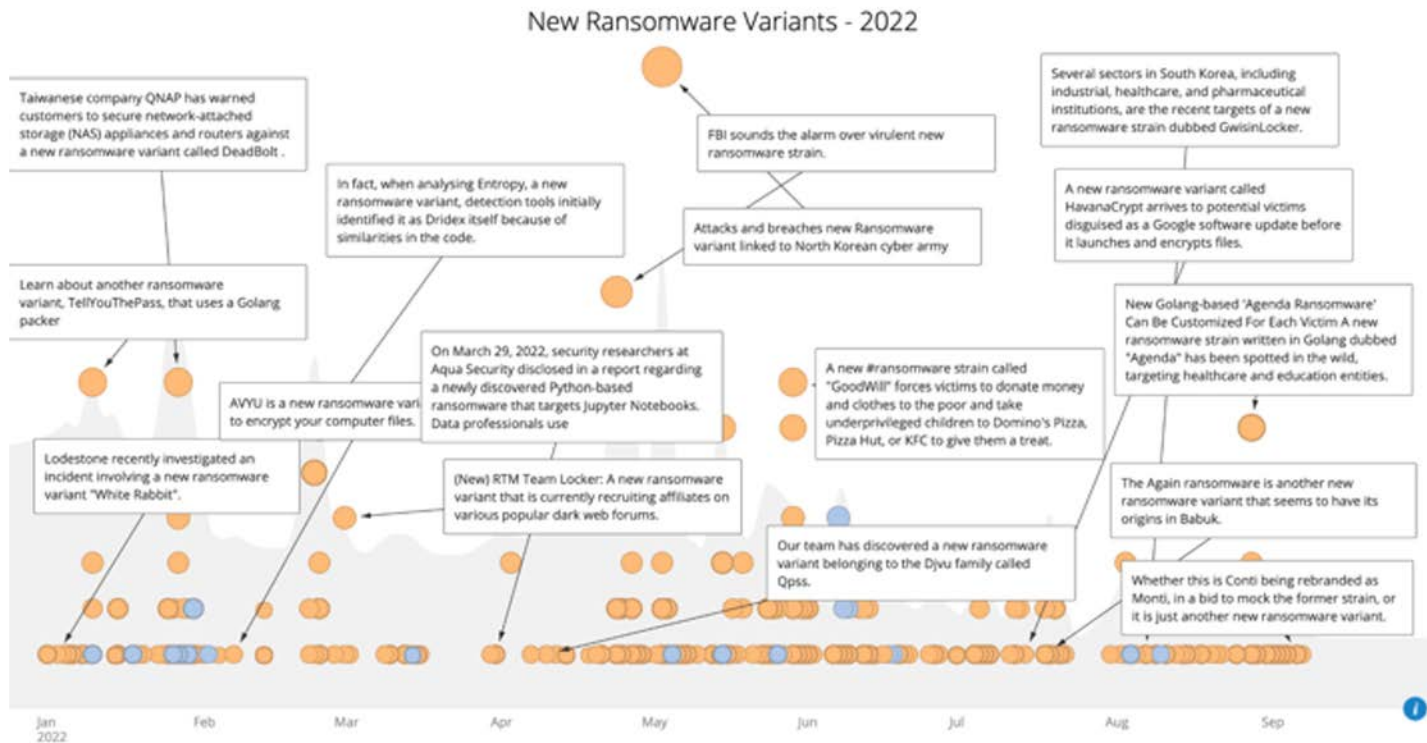 New Ransomware Variants - 2022
Taiwanese company QNAP has warned
customers to secure network-attached
storage (NAS) appliances and routers against
a new ransomware variant called DeadBolt .
Learn about another ransomware
variant, TellYouThePass, that uses a Golang
packer
In fact, when analysing Entropy, a new
ransomware variant, detection tools initially
identified it as Dridex itself because of
similarities in the code.
AVYU is a new ransomware vari
to encrypt your computer files.
Lodestone recently investigated an
incident involving a new ransomware
variant "White Rabbit".
On March 29, 2022, security researchers at
Aqua Security disclosed in a report regarding
a newly discovered Python-based
ransomware that targets Jupyter Notebooks.
Data professionals use
(New) RTM Team Locker: A new ransomware
variant that is currently recruiting affiliates on
various popular dark web forums.
FBI sounds the alarm over virulent new
ransomware strain.
Attacks and breaches new Ransomware
variant linked to North Korean cyber army
A new #ransomware strain called
"GoodWill" forces victims to donate money
and clothes to the poor and take
underprivileged children to Domino's Pizza,
Pizza Hut, or KFC to give them a treat.
Our team has discovered a new ransomware
variant belonging to the Djvu family called
Qpss.
Several sectors in South Korea, including
industrial, healthcare, and pharmaceutical
institutions, are the recent targets of a new
ransomware strain dubbed GwisinLocker.
A new ransomware variant called
HavanaCrypt arrives to potential victims
disguised as a Google software update before
it launches and encrypts files.
New Golang-based 'Agenda Ransomware'
Can Be Customized For Each Victim A new
ransomware strain written in Golang dubbed
"Agenda" has been spotted in the wild,
targeting healthcare and education entities.
The Again ransomware is another new
ransomware variant that seems to have its
origins in Babuk.
Whether this is Conti being rebranded as
Monti, in a bid to mock the former strain, or
it is just another new ransomware variant.
Jan Feb Mar Apr May Jun Jul Aug Sep
2022
i